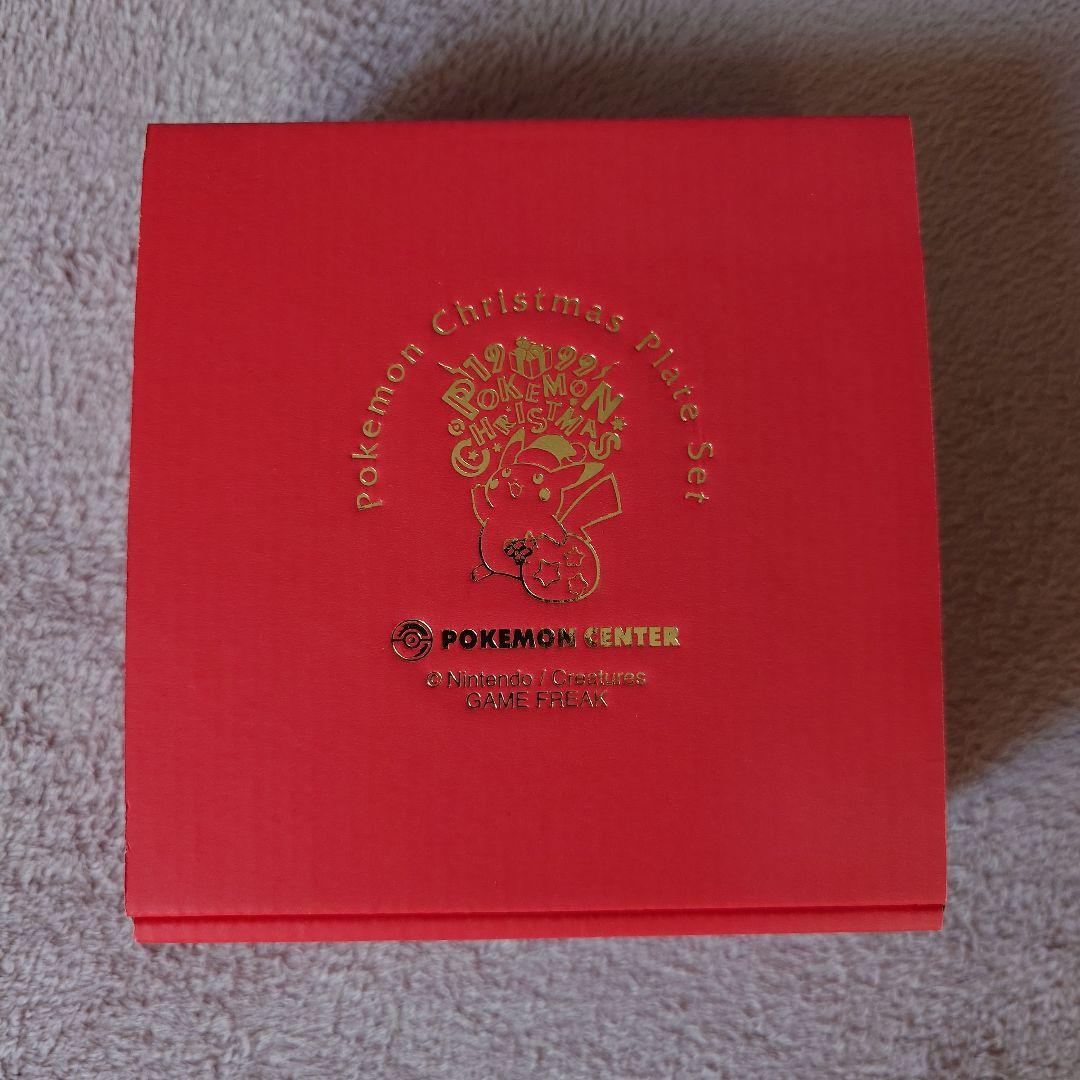 Pokemon Christmas Plate Set
1999
POKEMON
CHRISTMAS
POKEMON CENTER
© Nintendo / Creatures
GAME FREAK